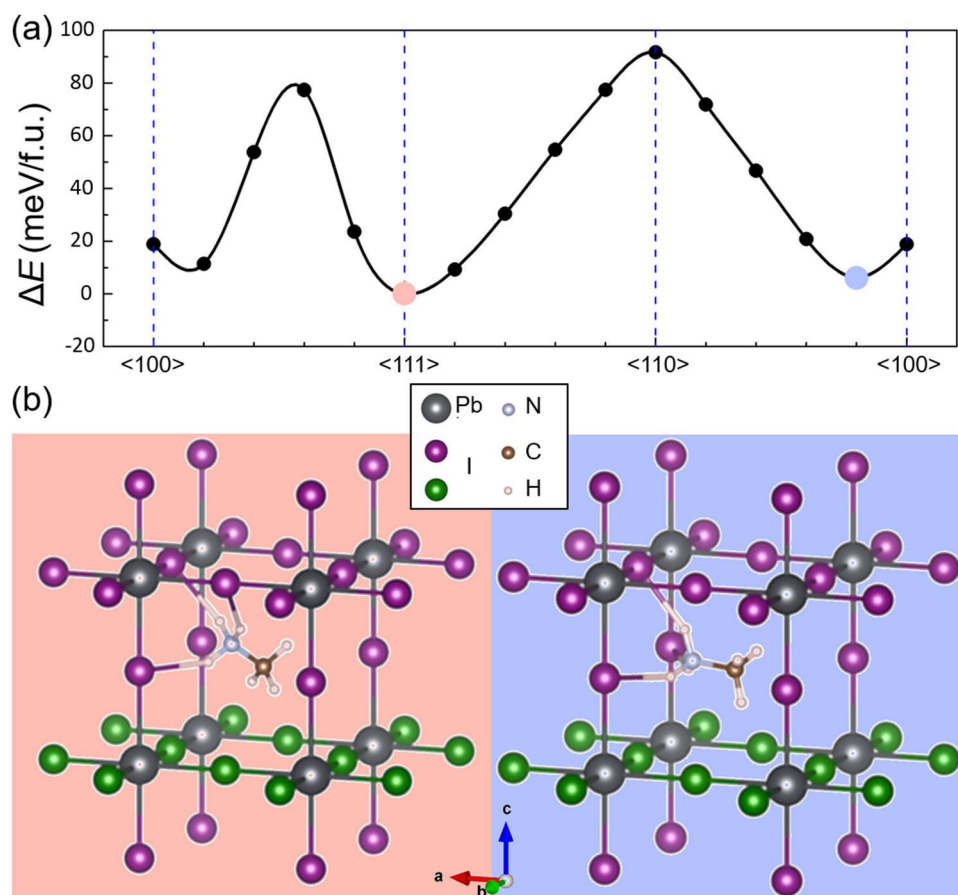 (a)
100
80
60
40
20
0
-20
ΔE (meV/f.u.)
<100> <111> <110> <100>
(b)
Pb N
I C
H
c
a
b